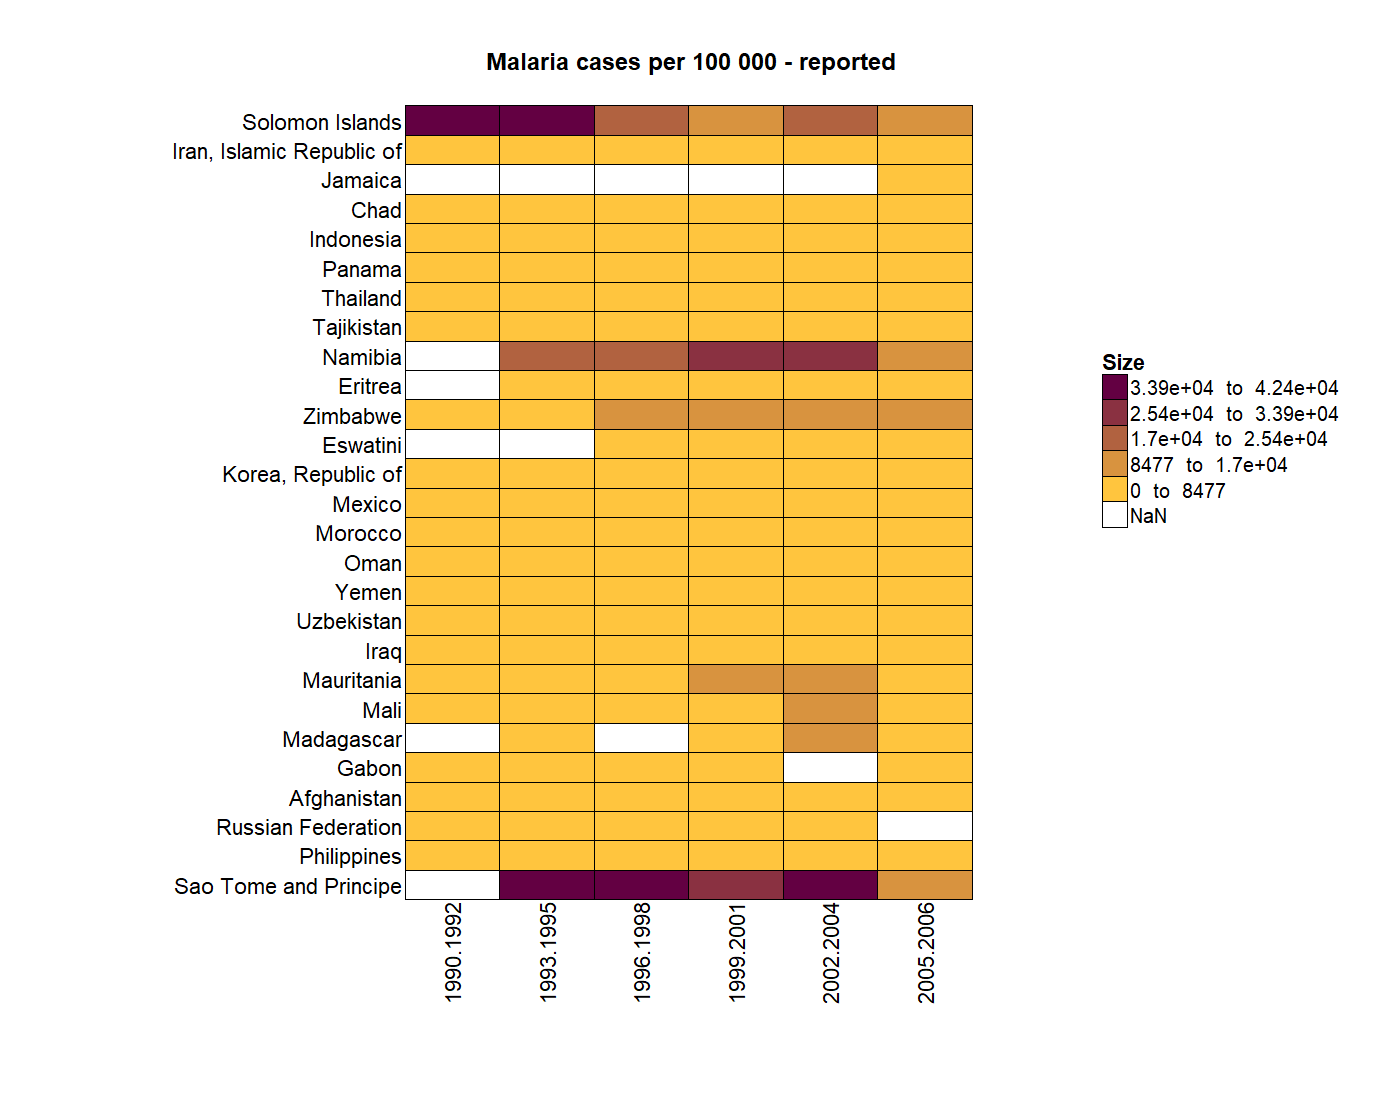 Malaria cases per 100 000 - reported
Solomon Islands
Iran, Islamic Republic of
Jamaica
Chad
Indonesia
Panama
Thailand
Tajikistan
Namibia
Eritrea
Zimbabwe
Eswatini
Korea, Republic of
Mexico
Morocco
Oman
Yemen
Uzbekistan
Iraq
Mauritania
Mali
Madagascar
Gabon
Afghanistan
Russian Federation
Philippines
Sao Tome and Principe
1990.1992
1993.1995
1996.1998
1999.2001
2002.2004
2005.2006
Size
3.39e+04 to 4.24e+04
2.54e+04 to 3.39e+04
1.7e+04 to 2.54e+04
8477 to 1.7e+04
0 to 8477
NaN